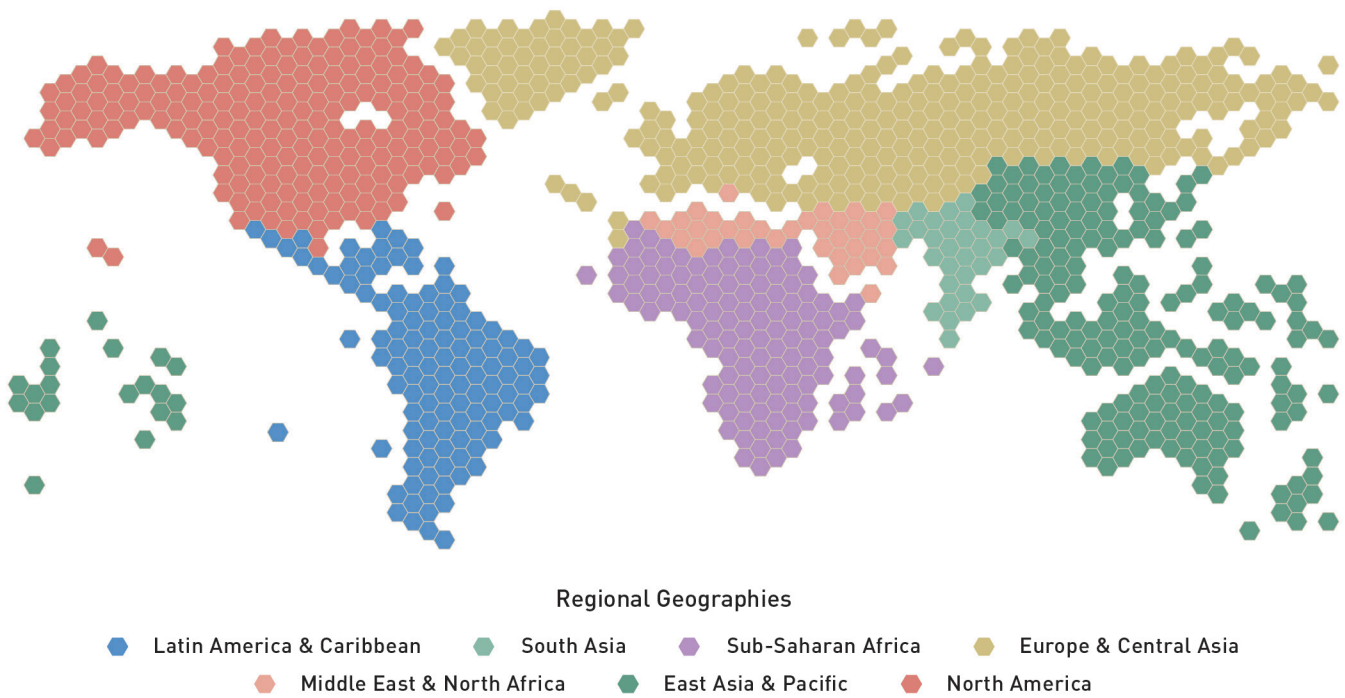 Regional Geographies
Latin America & Caribbean South Asia Sub-Saharan Africa Europe & Central Asia
Middle East & North Africa East Asia & Pacific North America